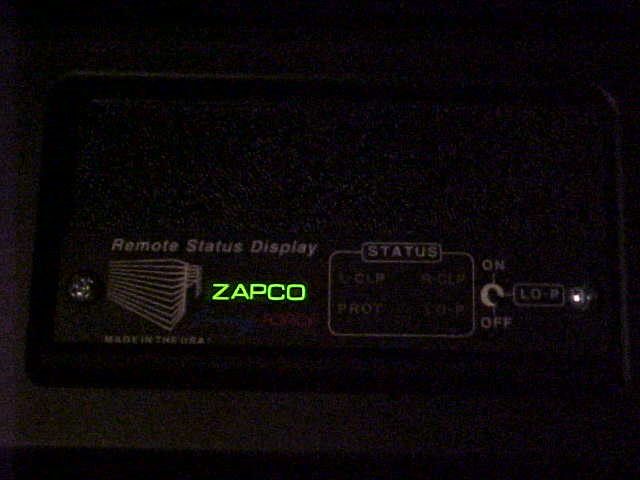 Remote Status Display
STATUS
ON
L-CLP R-CLP
ZAPCO
LO-P
PROT LO-P
OFF
MADE IN THE USA